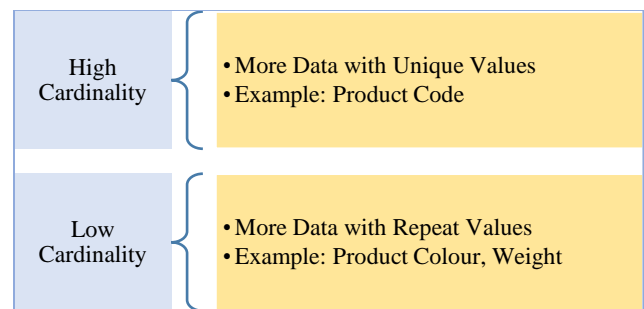 High
Cardinality
• More Data with Unique Values
• Example: Product Code
Low
Cardinality
• More Data with Repeat Values
• Example: Product Colour, Weight